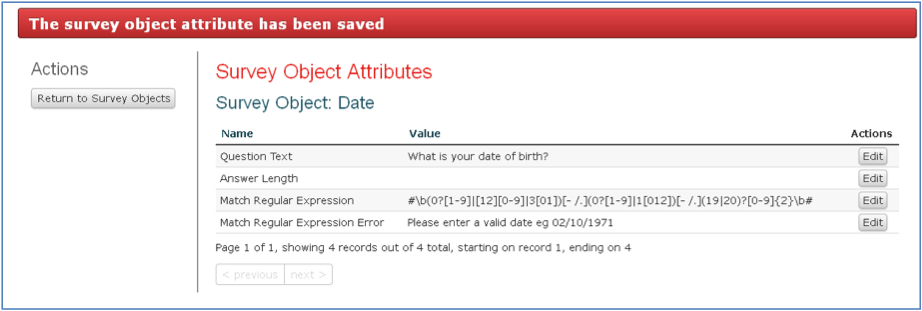 The survey object attribute has been saved
Actions
Return to Survey Objects
Survey Object Attributes
Survey Object: Date
Name Value Actions
Question Text What is your date of birth? Edit
Answer Length Edit
Match Regular Expression #\b(0?[1-9]|[12][0-9]|3[01])[- /.](0?[1-9]|1[012])[- /.](19|20)?[0-9]{2}\b# Edit
Match Regular Expression Error Please enter a valid date eg 02/10/1971 Edit
Page 1 of 1, showing 4 records out of 4 total, starting on record 1, ending on 4
< previous next >